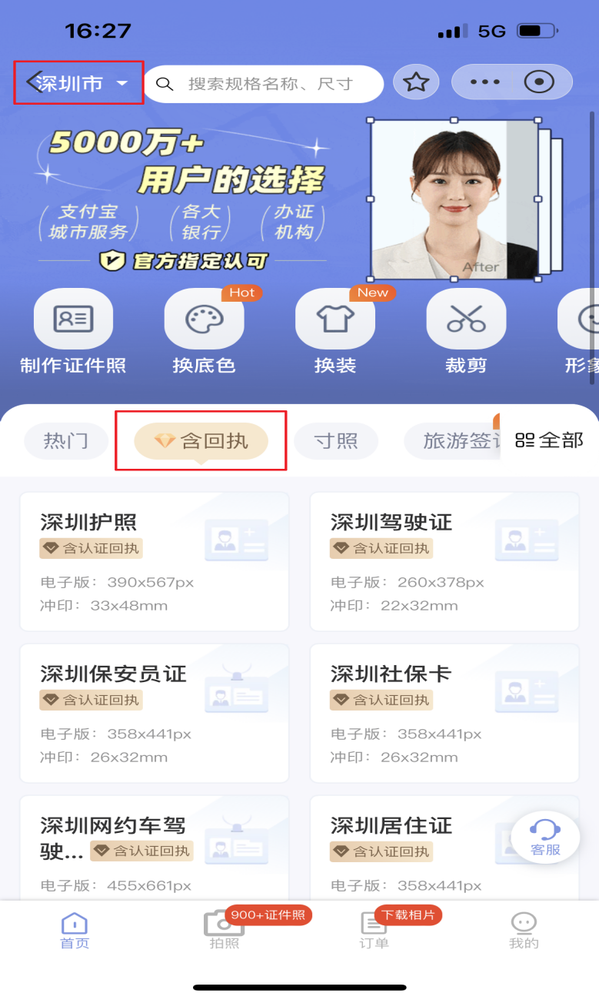 16:27
5G
深圳市
搜索规格名称、尺寸
5000万+
用户的选择
支付宝
城市服务
各大
银行
办证
机构
官方指定认可
After
Hot
New
制作证件照
换底色
换装
裁剪
形象
热门
含回执
寸照
旅游签证
全部
深圳护照
含认证回执
电子版：390x567px
冲印：33x48mm
深圳驾驶证
含认证回执
电子版：260x378px
冲印：22x32mm
深圳保安员证
含认证回执
电子版：358x441px
冲印：26x32mm
深圳社保卡
含认证回执
电子版：358x441px
冲印：26x32mm
深圳网约车驾
驶... 含认证回执
电子版：455x661px
深圳居住证
含认证回执
电子版：358x441px
客服
900+证件照
下载相片
首页
拍照
订单
我的